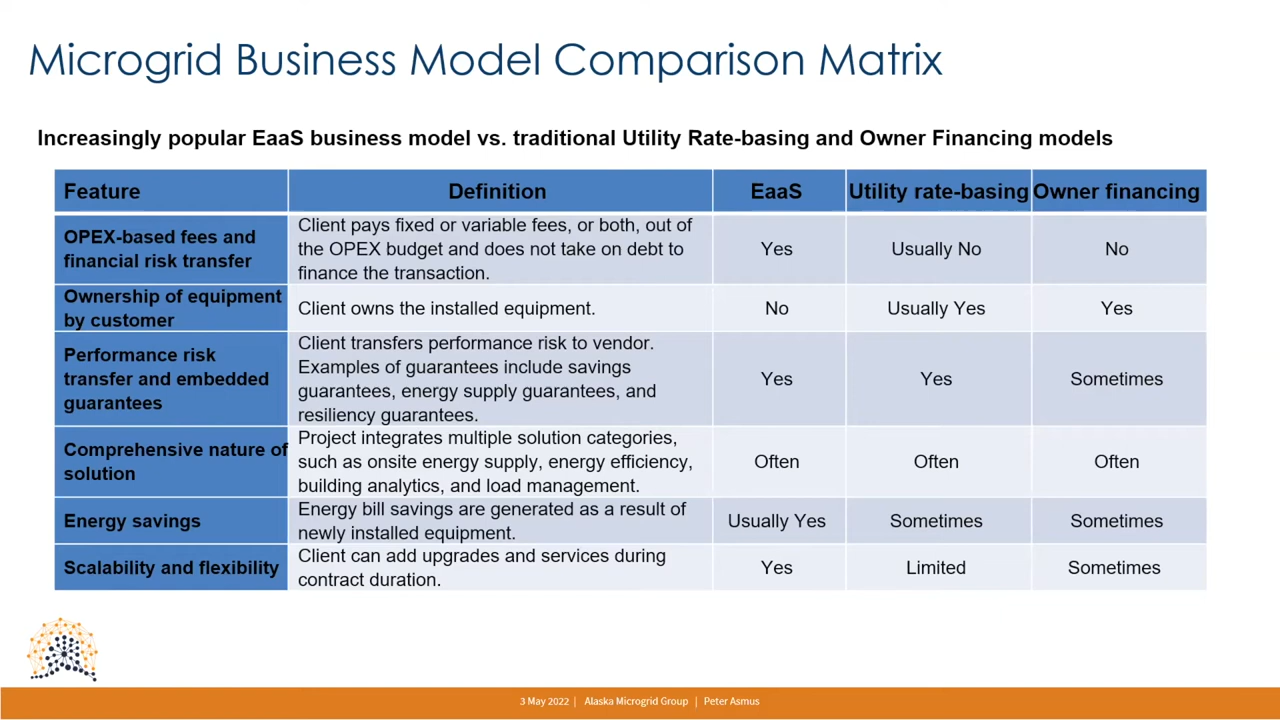 Microgrid Business Model Comparison Matrix
Increasingly popular EaaS business model vs. traditional Utility Rate-basing and Owner Financing models
Feature Definition EaaS Utility rate-basing Owner financing
OPEX-based fees and
financial risk transfer
Client pays fixed or variable fees, or both, out of
the OPEX budget and does not take on debt to
finance the transaction.
Yes
Usually No
No
Ownership of equipment
by customer
Client owns the installed equipment.
No
Usually Yes
Yes
Performance risk
transfer and embedded
guarantees
Client transfers performance risk to vendor.
Examples of guarantees include savings
guarantees, energy supply guarantees, and
resiliency guarantees.
Yes
Yes
Sometimes
Comprehensive nature of
solution
Project integrates multiple solution categories,
such as onsite energy supply, energy efficiency,
building analytics, and load management.
Often
Often
Often
Energy savings
Energy bill savings are generated as a result of
newly installed equipment.
Usually Yes
Sometimes
Sometimes
Scalability and flexibility
Client can add upgrades and services during
contract duration.
Yes
Limited
Sometimes
3 May 2022 | Alaska Microgrid Group | Peter Asmus